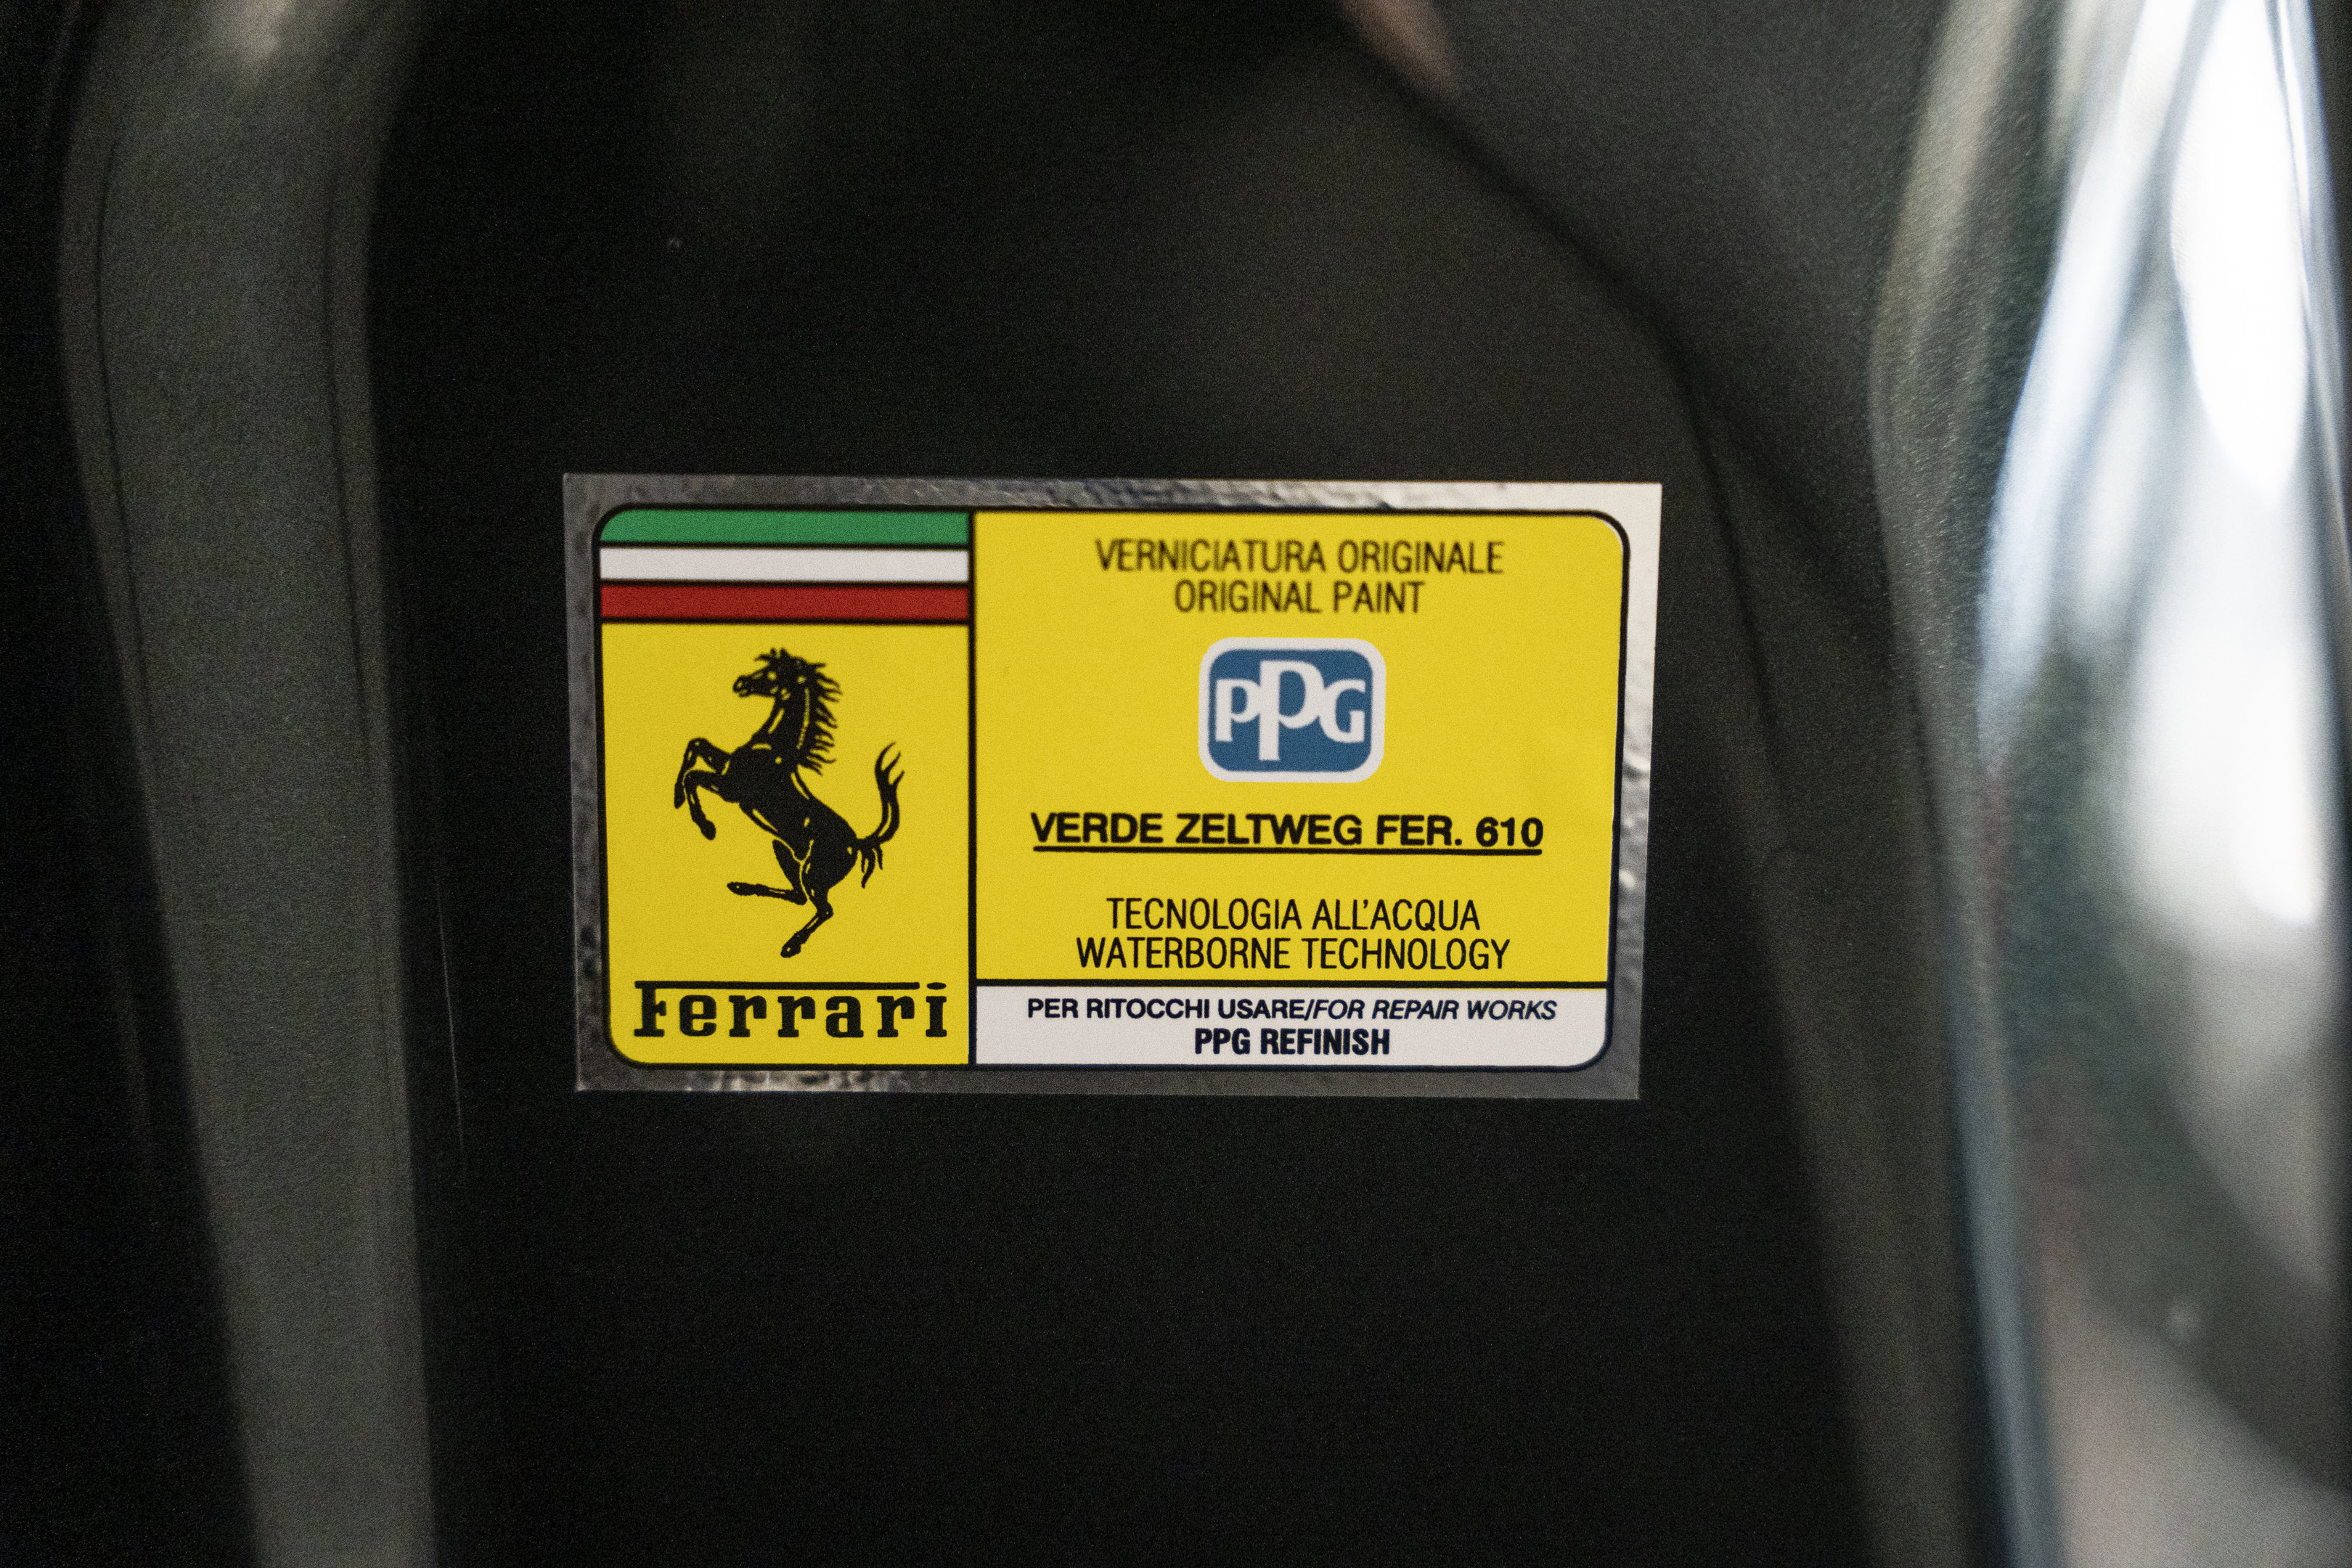 VERNICIATURA ORIGINALE
ORIGINAL PAINT
PPG
VERDE ZELTWEG FER. 610
TECNOLOGIA ALL'ACQUA
WATERBORNE TECHNOLOGY
Ferrari
PER RITOCCHI USARE/FOR REPAIR WORKS
PPG REFINISH